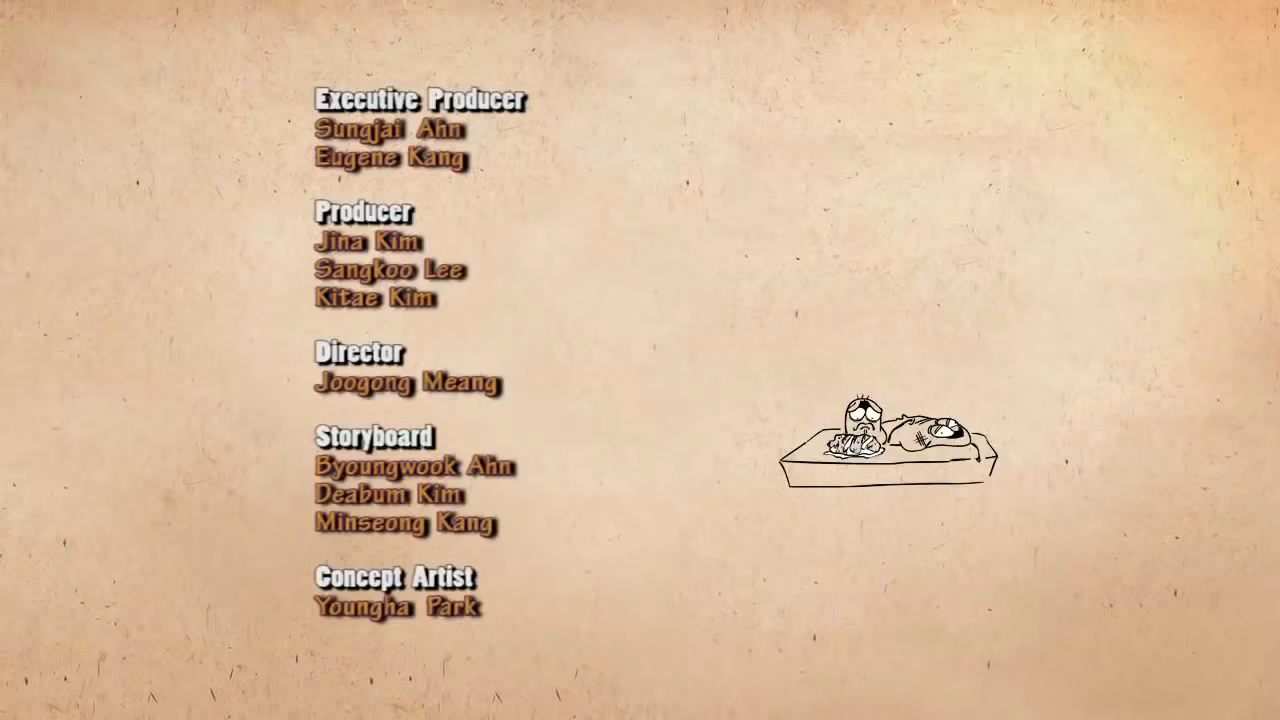 Executive Producer
Sungjai Ahn
Eugene Kang
Producer
Jina Kim
Sangkoo Lee
Kitae Kim
Director
Joogong Meang
Storyboard
Byoungwook Ahn
Deabum Kim
Minseong Kang
Concept Artist
Youngha Park